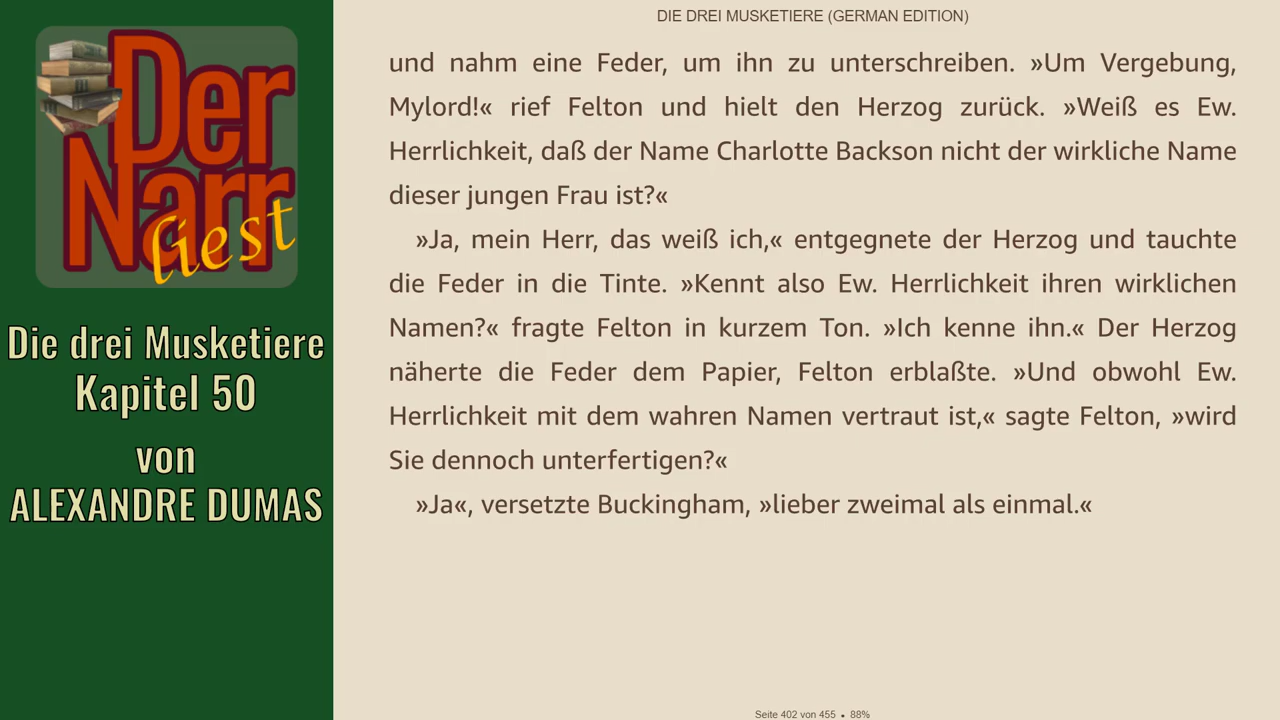 Der
Narr
liest
Die drei Musketiere
Kapitel 50
von
ALEXANDRE DUMAS
DIE DREI MUSKETIERE (GERMAN EDITION)
und nahm eine Feder, um ihn zu unterschreiben. »Um Vergebung,
Mylord!« rief Felton und hielt den Herzog zurück. »Weiß es Ew.
Herrlichkeit, daß der Name Charlotte Backson nicht der wirkliche Name
dieser jungen Frau ist?«
»Ja, mein Herr, das weiß ich,« entgegnete der Herzog und tauchte
die Feder in die Tinte. »Kennt also Ew. Herrlichkeit ihren wirklichen
Namen?« fragte Felton in kurzem Ton. »Ich kenne ihn.« Der Herzog
näherte die Feder dem Papier, Felton erblaßte. »Und obwohl Ew.
Herrlichkeit mit dem wahren Namen vertraut ist,« sagte Felton, »wird
Sie dennoch unterfertigen?«
»Ja«, versetzte Buckingham, »lieber zweimal als einmal.«
Seite 402 von 455 • 88%